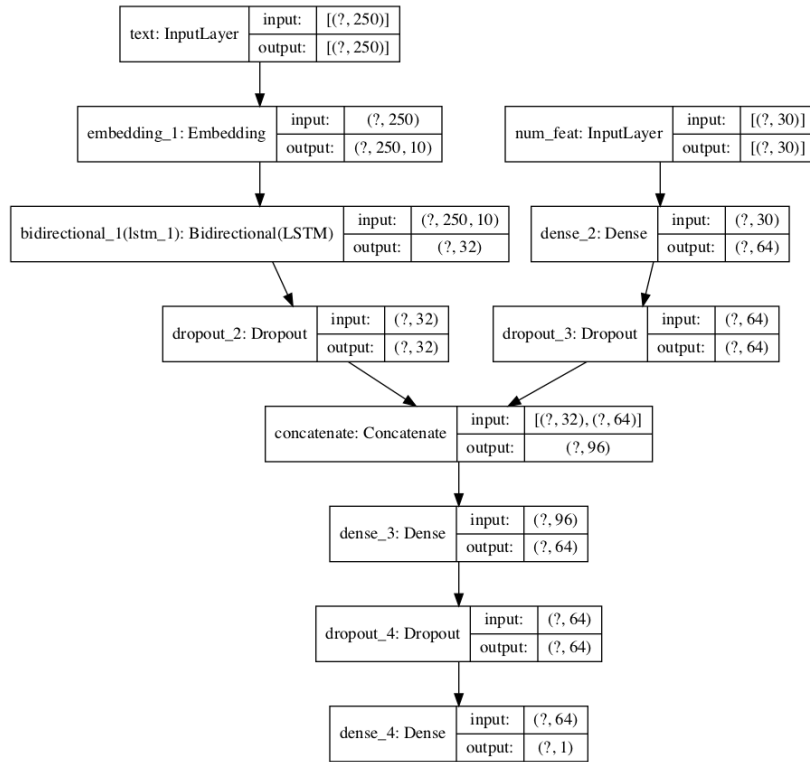 text: InputLayer
input: [(?, 250)]
output: [(?, 250)]
embedding_1: Embedding
input: (?, 250)
output: (?, 250, 10)
num_feat: InputLayer
input: [(?, 30)]
output: [(?, 30)]
bidirectional_1(lstm_1): Bidirectional(LSTM)
input: (?, 250, 10)
output: (?, 32)
dense_2: Dense
input: (?, 30)
output: (?, 64)
dropout_2: Dropout
input: (?, 32)
output: (?, 32)
dropout_3: Dropout
input: (?, 64)
output: (?, 64)
concatenate: Concatenate
input: [(?, 32), (?, 64)]
output: (?, 96)
dense_3: Dense
input: (?, 96)
output: (?, 64)
dropout_4: Dropout
input: (?, 64)
output: (?, 64)
dense_4: Dense
input: (?, 64)
output: (?, 1)